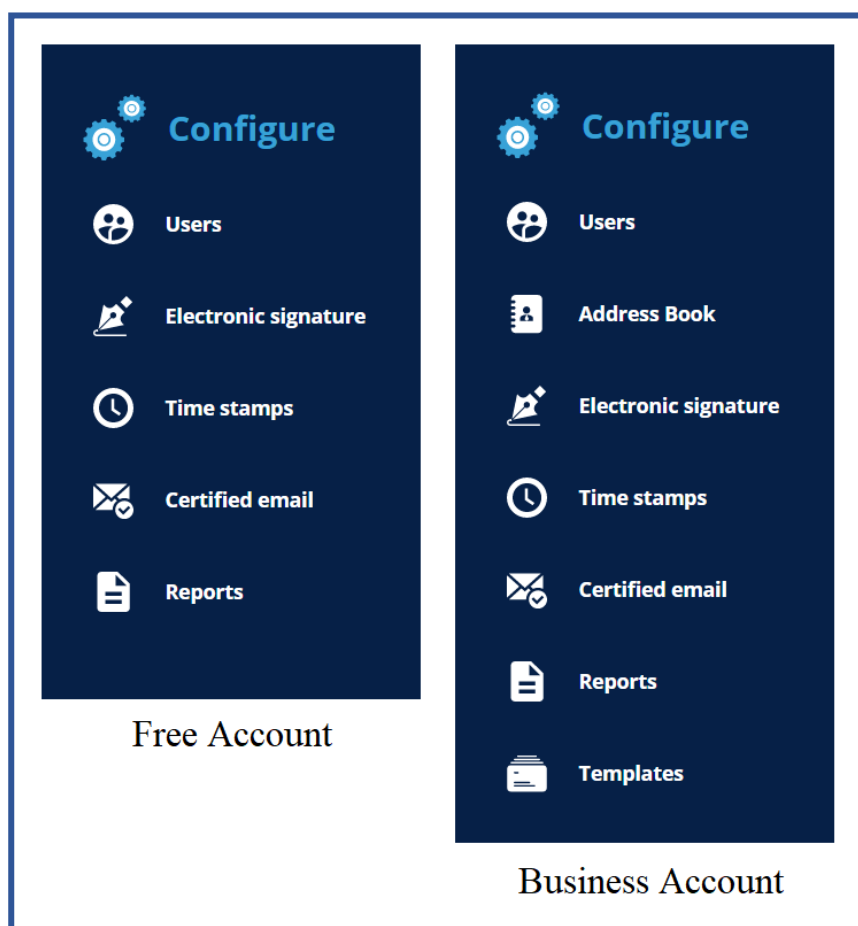 Configure
Users
Electronic signature
Time stamps
Certified email
Reports
Free Account
Configure
Users
Address Book
Electronic signature
Time stamps
Certified email
Reports
Templates
Business Account